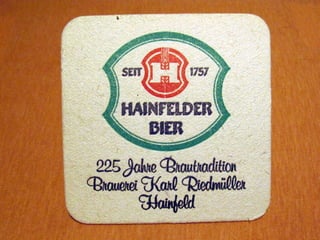 SEIT 1757
HAINFELDER
BIER
225 Jahre Brautradition
Brauerei Karl Riedmüller
Hainfeld